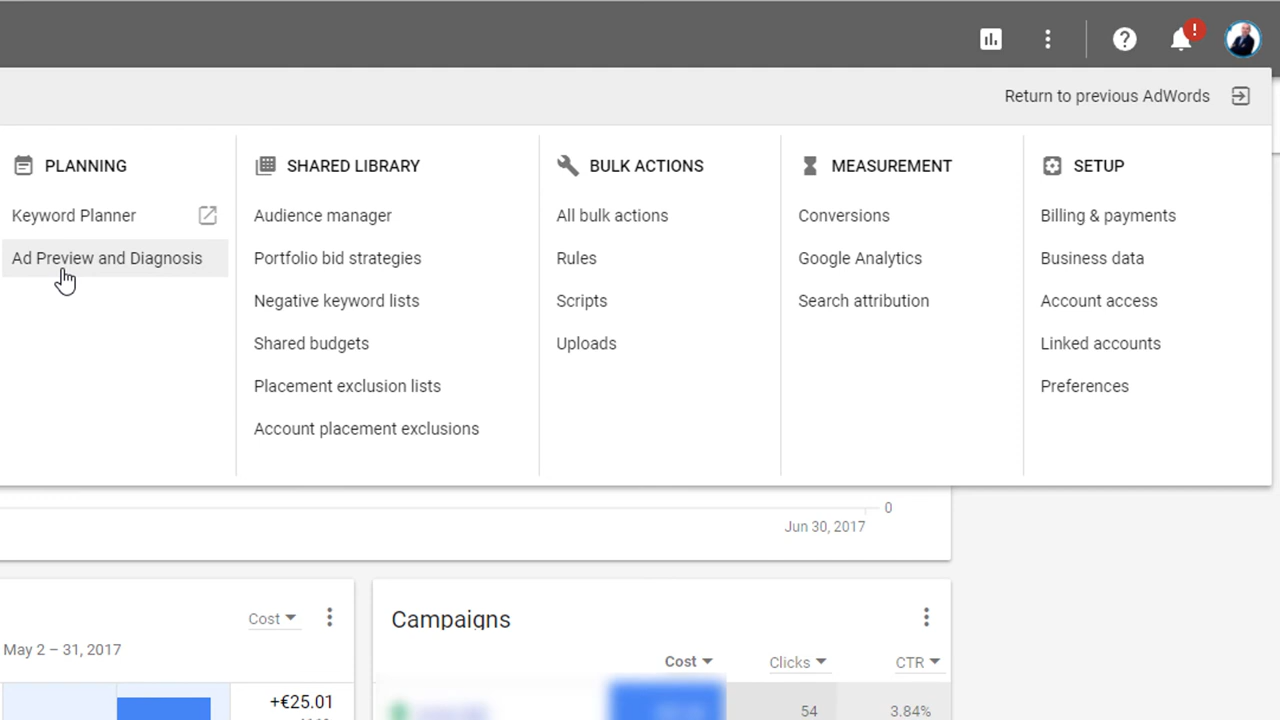 !
Return to previous AdWords
PLANNING
Keyword Planner
Ad Preview and Diagnosis
SHARED LIBRARY
Audience manager
Portfolio bid strategies
Negative keyword lists
Shared budgets
Placement exclusion lists
Account placement exclusions
BULK ACTIONS
All bulk actions
Rules
Scripts
Uploads
MEASUREMENT
Conversions
Google Analytics
Search attribution
SETUP
Billing & payments
Business data
Account access
Linked accounts
Preferences
0
Jun 30, 2017
Cost
May 2 – 31, 2017
+€25.01
Campaigns
Cost Clicks CTR
54 3.84%